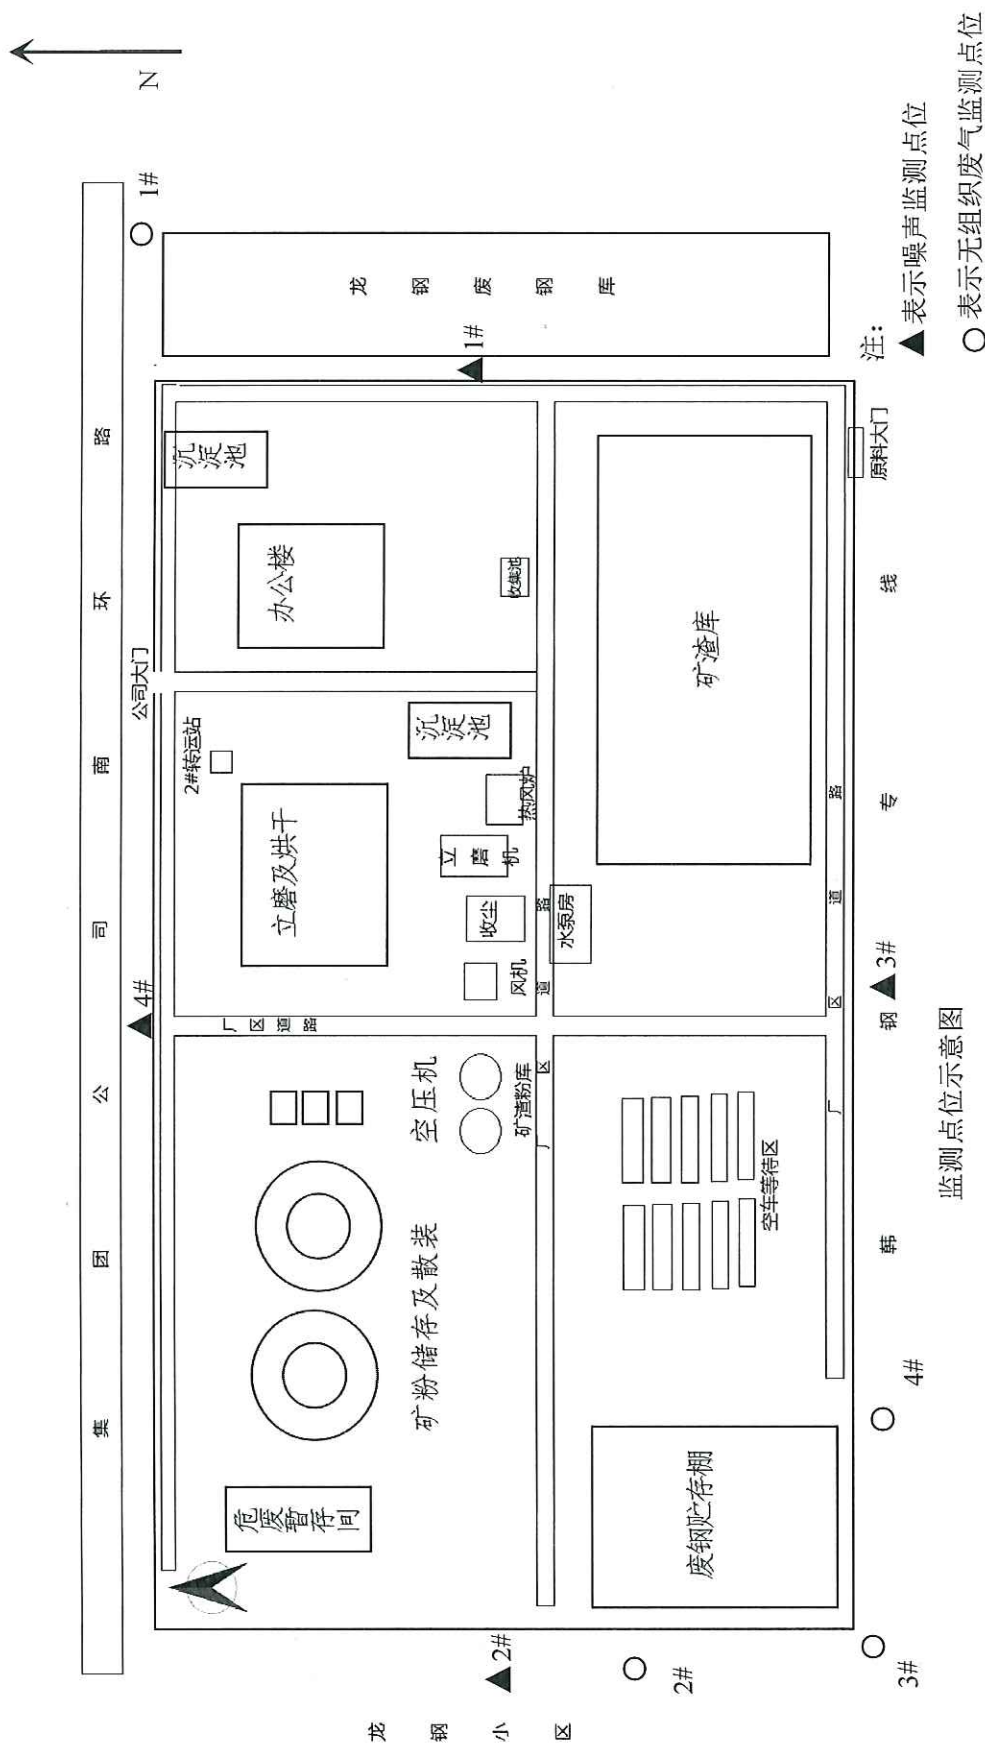 N
集团公司南环路
1#
4#
公司大门
龙钢废钢库
危废暂存间
矿粉储存及散装
空压机
矿渣粉库
厂区道路
立磨及烘干
2#转运站
沉淀池
办公楼
沉淀池
风机
收尘
立磨机
热风炉
收集池
1#
厂区道路
水泵房
龙钢小区
2#
2#
废钢贮存棚
空车等待区
矿渣库
厂区道路
原料大门
3#
4#
3#
韩钢专线
注：
▲表示噪声监测点位
○表示无组织废气监测点位
监测点位示意图